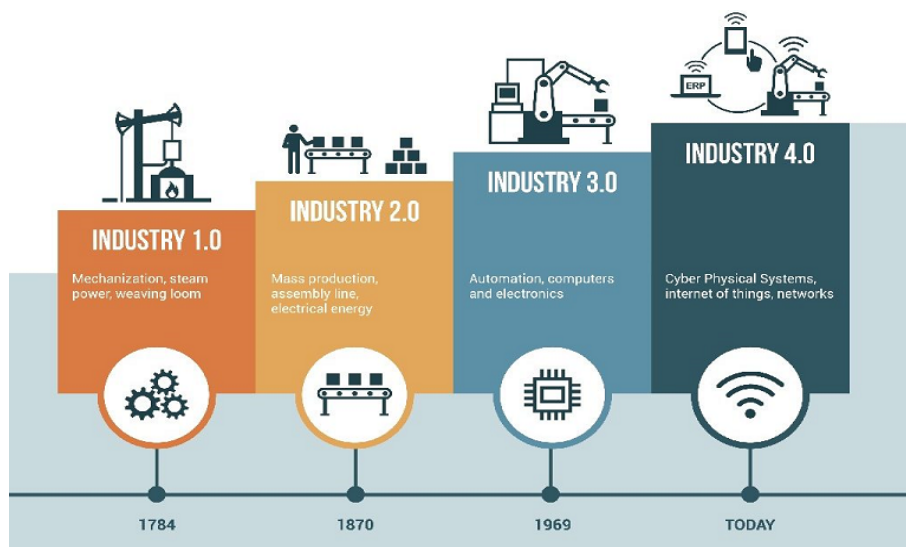 ERP
INDUSTRY 1.0
Mechanization, steam
power, weaving loom
INDUSTRY 2.0
Mass production,
assembly line,
electrical energy
INDUSTRY 3.0
Automation, computers
and electronics
INDUSTRY 4.0
Cyber Physical Systems,
internet of things, networks
1784
1870
1969
TODAY